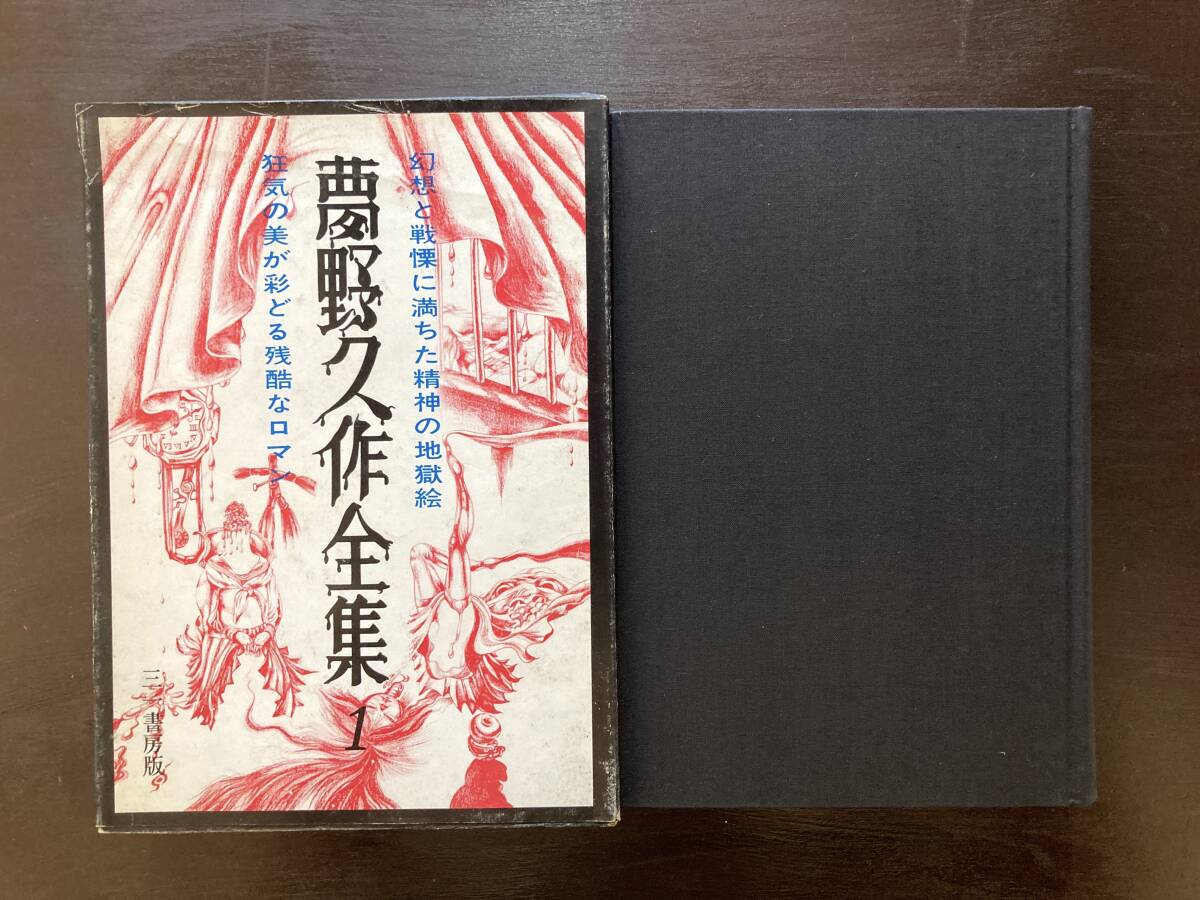 幻想と戦慄に満ちた精神の地獄絵
夢野久作全集1
狂気の美が彩どる残酷なロマン
三一書房版